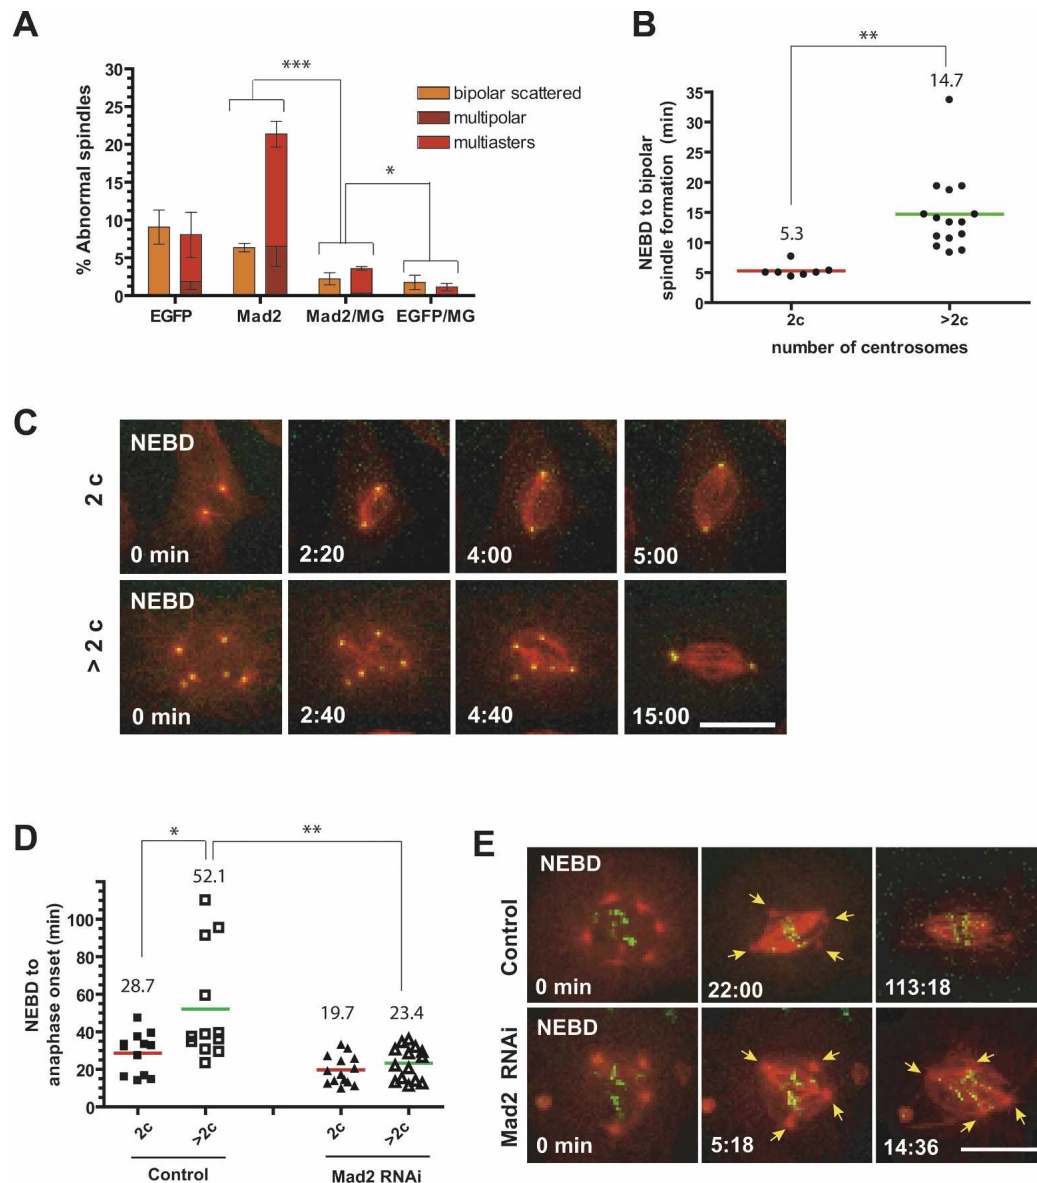 A
30
25
20
15
10
5
0
% Abnormal spindles
***
*
bipolar scattered
multipolar
multiasters
EGFP
Mad2
Mad2/MG
EGFP/MG
B
**
14.7
5.3
35
30
25
20
15
10
5
0
NEBD to bipolar
spindle formation (min)
2c
>2c
number of centrosomes
C
2 c
NEBD
0 min
2:20
4:00
5:00
> 2 c
NEBD
0 min
2:40
4:40
15:00
D
*
**
52.1
28.7
19.7
23.4
100
80
60
40
20
0
NEBD to
anaphase onset (min)
2c
>2c
2c
>2c
Control
Mad2 RNAi
E
Control
NEBD
0 min
22:00
113:18
Mad2 RNAi
NEBD
0 min
5:18
14:36